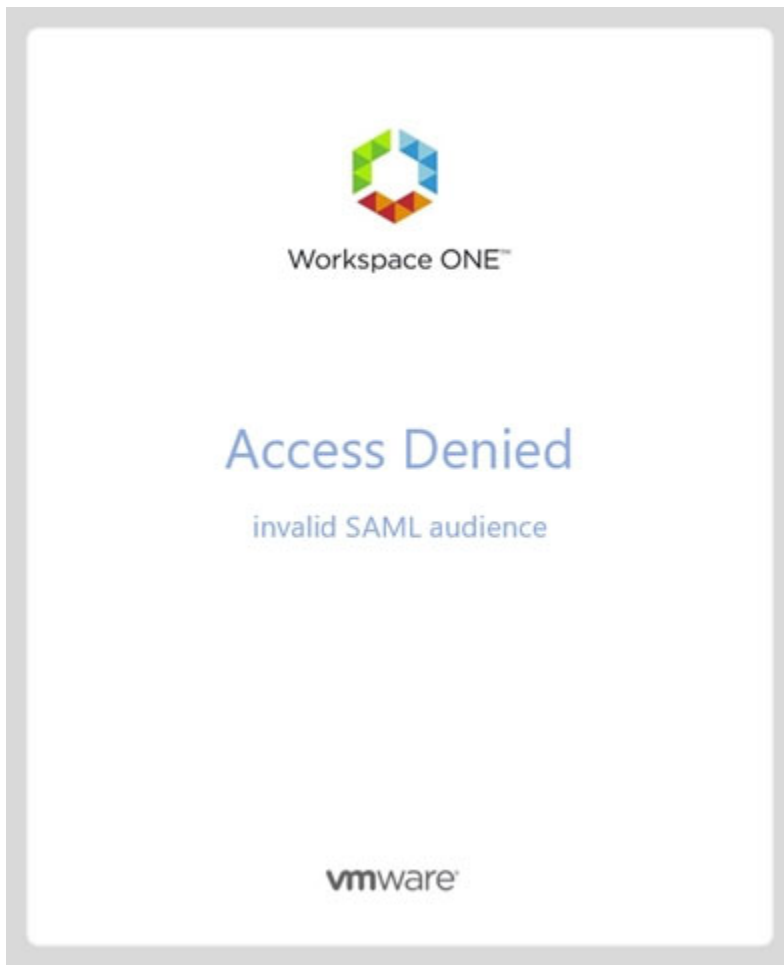 Workspace ONE™
Access Denied
invalid SAML audience
vmware®